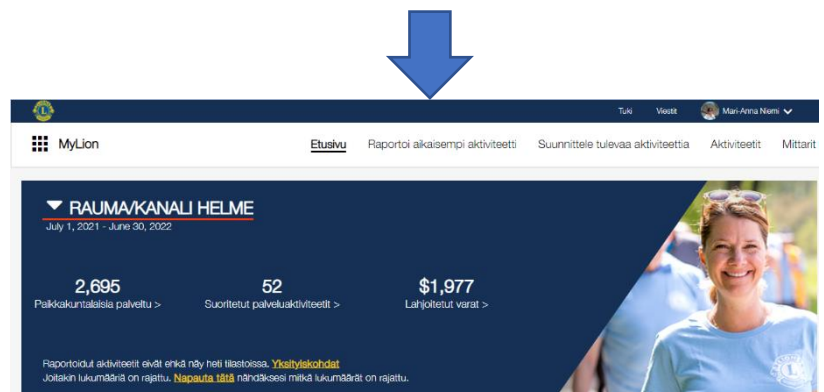 Tuki Viestit Mari-Anna Niemi
MyLion Etusivu Raportoi aikaisempi aktiviteetti Suunnittele tulevaa aktiviteettia Aktiviteetit Mittarit
RAUMA/KANALI HELME
July 1, 2021 - June 30, 2022
2,695 52 $1,977
Paikkakuntalaisia palveltu > Suoritetut palveluaktiviteetit > Lahjoitetut varat >
Raportoidut aktiviteetit eivät ehkä näy heti tilastoissa. Yksityiskohdat
Joitakin lukumääriä on rajattu. Napauta tätä nähdäksesi mitkä lukumäärät on rajattu.